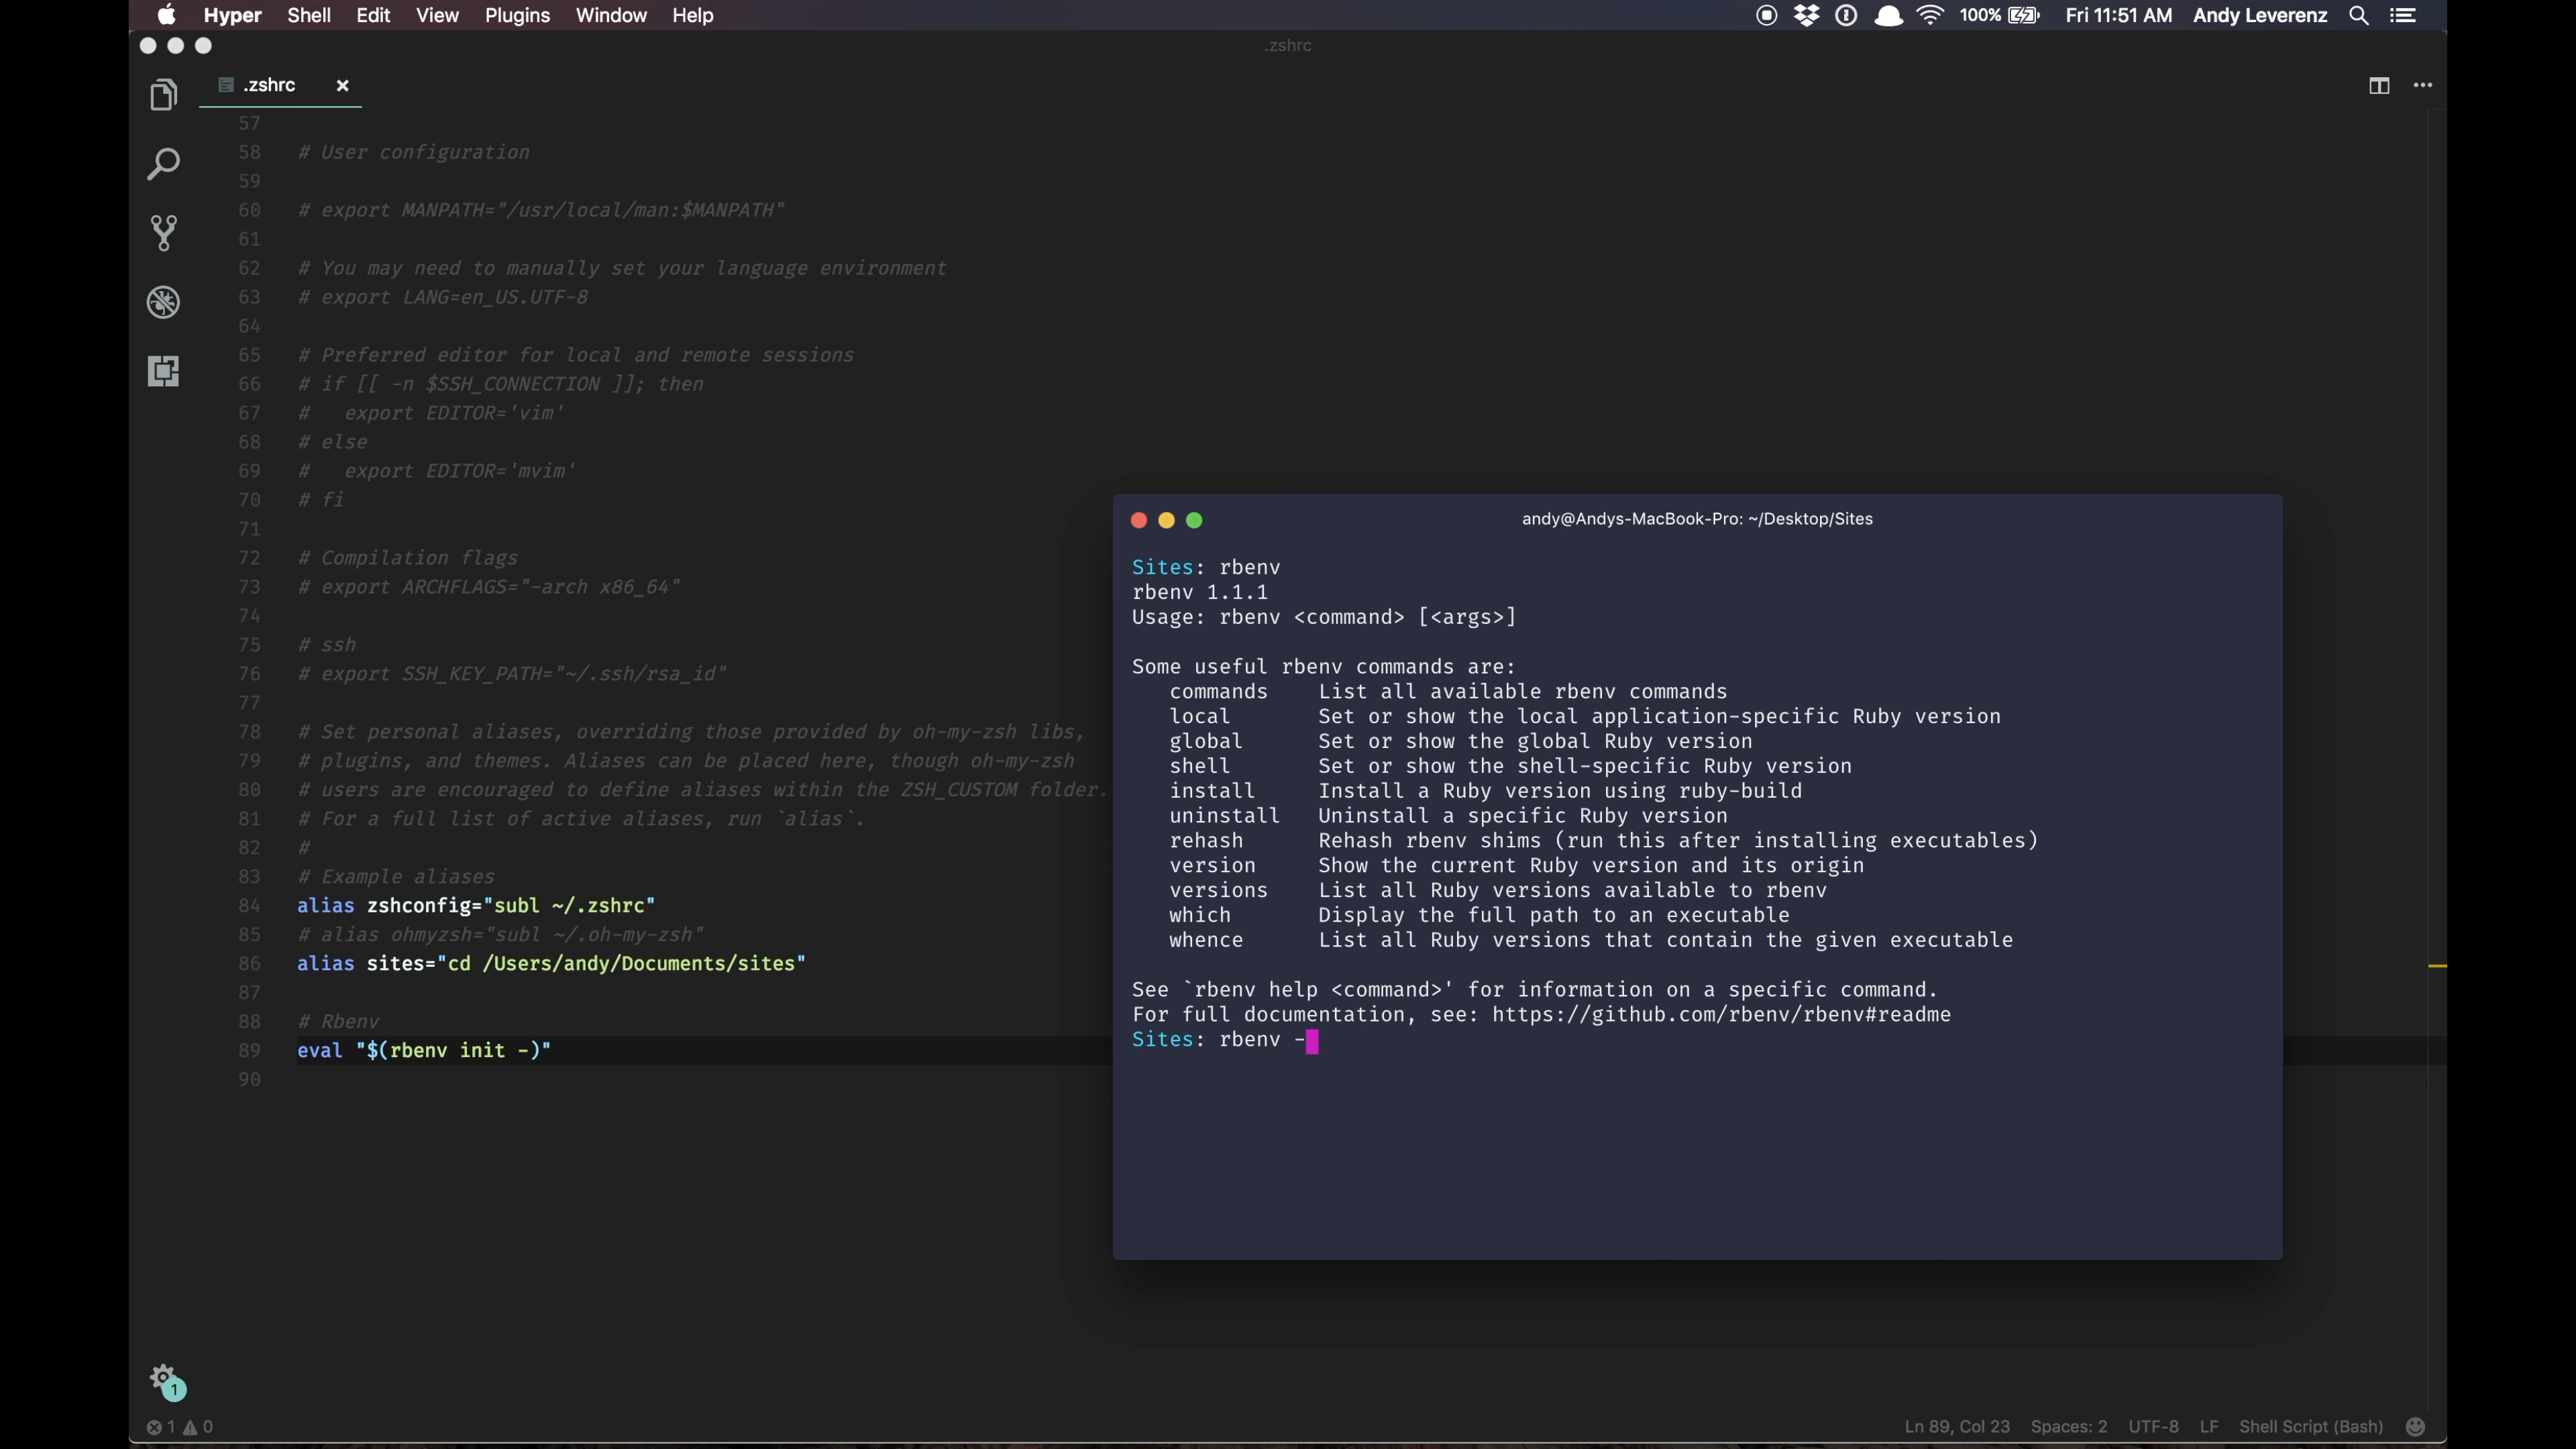 Hyper Shell Edit View Plugins Window Help
100% Fri 11:51 AM Andy Leverenz
.zshrc
.zshrc
57
58 # User configuration
59
60 # export MANPATH="/usr/local/man:$MANPATH"
61
62 # You may need to manually set your language environment
63 # export LANG=en_US.UTF-8
64
65 # Preferred editor for local and remote sessions
66 # if [[ -n $SSH_CONNECTION ]]; then
67 #   export EDITOR='vim'
68 # else
69 #   export EDITOR='mvim'
70 # fi
71
72 # Compilation flags
73 # export ARCHFLAGS="-arch x86_64"
74
75 # ssh
76 # export SSH_KEY_PATH="~/.ssh/rsa_id"
77
78 # Set personal aliases, overriding those provided by oh-my-zsh libs,
79 # plugins, and themes. Aliases can be placed here, though oh-my-zsh
80 # users are encouraged to define aliases within the ZSH_CUSTOM folder.
81 # For a full list of active aliases, run `alias`.
82 #
83 # Example aliases
84 alias zshconfig="subl ~/.zshrc"
85 # alias ohmyzsh="subl ~/.oh-my-zsh"
86 alias sites="cd /Users/andy/Documents/sites"
87
88 # Rbenv
89 eval "$(rbenv init -)"
90
andy@Andys-MacBook-Pro: ~/Desktop/Sites
Sites: rbenv
rbenv 1.1.1
Usage: rbenv <command> [<args>]
Some useful rbenv commands are:
commands    List all available rbenv commands
local       Set or show the local application-specific Ruby version
global      Set or show the global Ruby version
shell       Set or show the shell-specific Ruby version
install     Install a Ruby version using ruby-build
uninstall   Uninstall a specific Ruby version
rehash      Rehash rbenv shims (run this after installing executables)
version     Show the current Ruby version and its origin
versions    List all Ruby versions available to rbenv
which       Display the full path to an executable
whence      List all Ruby versions that contain the given executable
See `rbenv help <command>' for information on a specific command.
For full documentation, see: https://github.com/rbenv/rbenv#readme
Sites: rbenv -
1
1 0
Ln 89, Col 23 Spaces: 2 UTF-8 LF Shell Script (Bash)